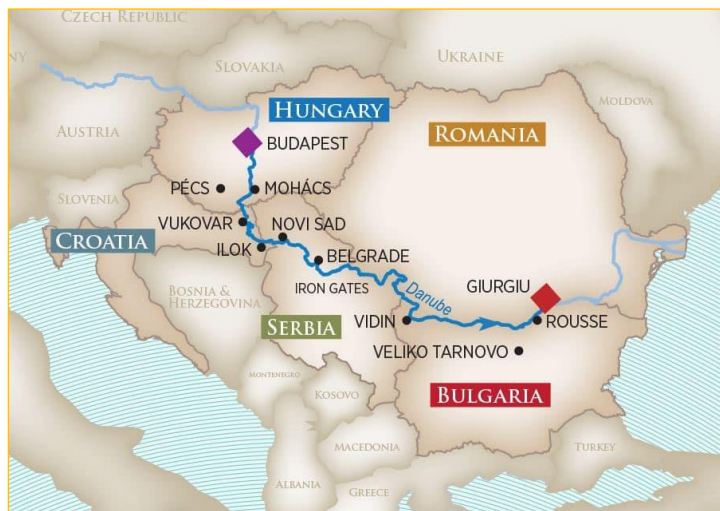 CZECH REPUBLIC
UKRAINE
SLOVAKIA
NY
MOLDOVA
HUNGARY
AUSTRIA
ROMANIA
BUDAPEST
PÉCS
MOHÁCS
SLOVENIA
VUKOVAR
NOVI SAD
CROATIA
ILOK
BELGRADE
BOSNIA &
HERZEGOVINA
IRON GATES
Danube
GIURGIU
SERBIA
VIDIN
ROUSSE
VELIKO TARNOVO
MONTENEGRO
KOSOVO
BULGARIA
MACEDONIA
TURKEY
ALBANIA
GREECE